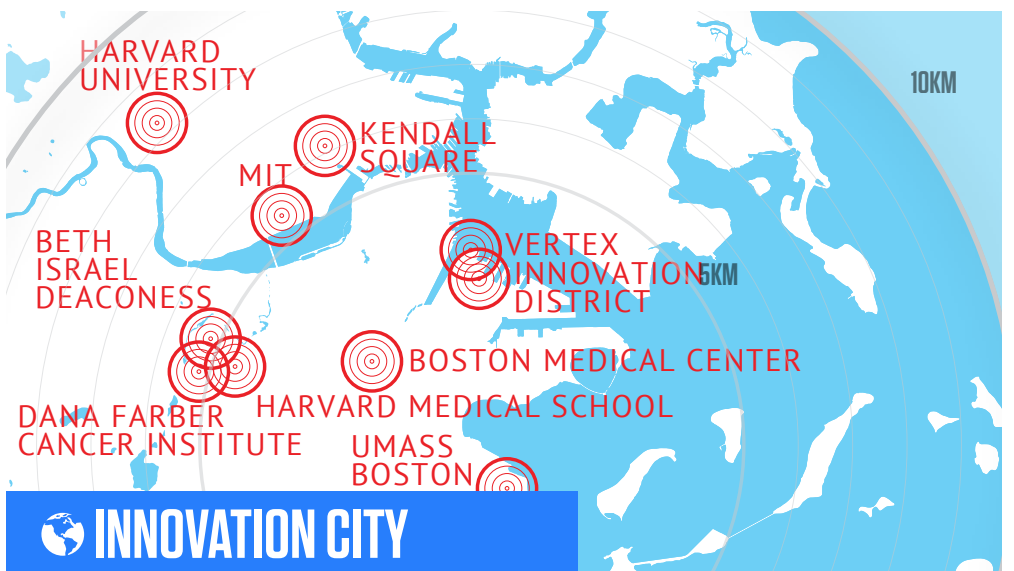 HARVARD
UNIVERSITY
10KM
KENDALL
SQUARE
MIT
BETH
ISRAEL
DEACONESS
VERTEX
INNOVATION
DISTRICT
5KM
BOSTON MEDICAL CENTER
HARVARD MEDICAL SCHOOL
DANA FARBER
CANCER INSTITUTE
UMASS
BOSTON
INNOVATION CITY